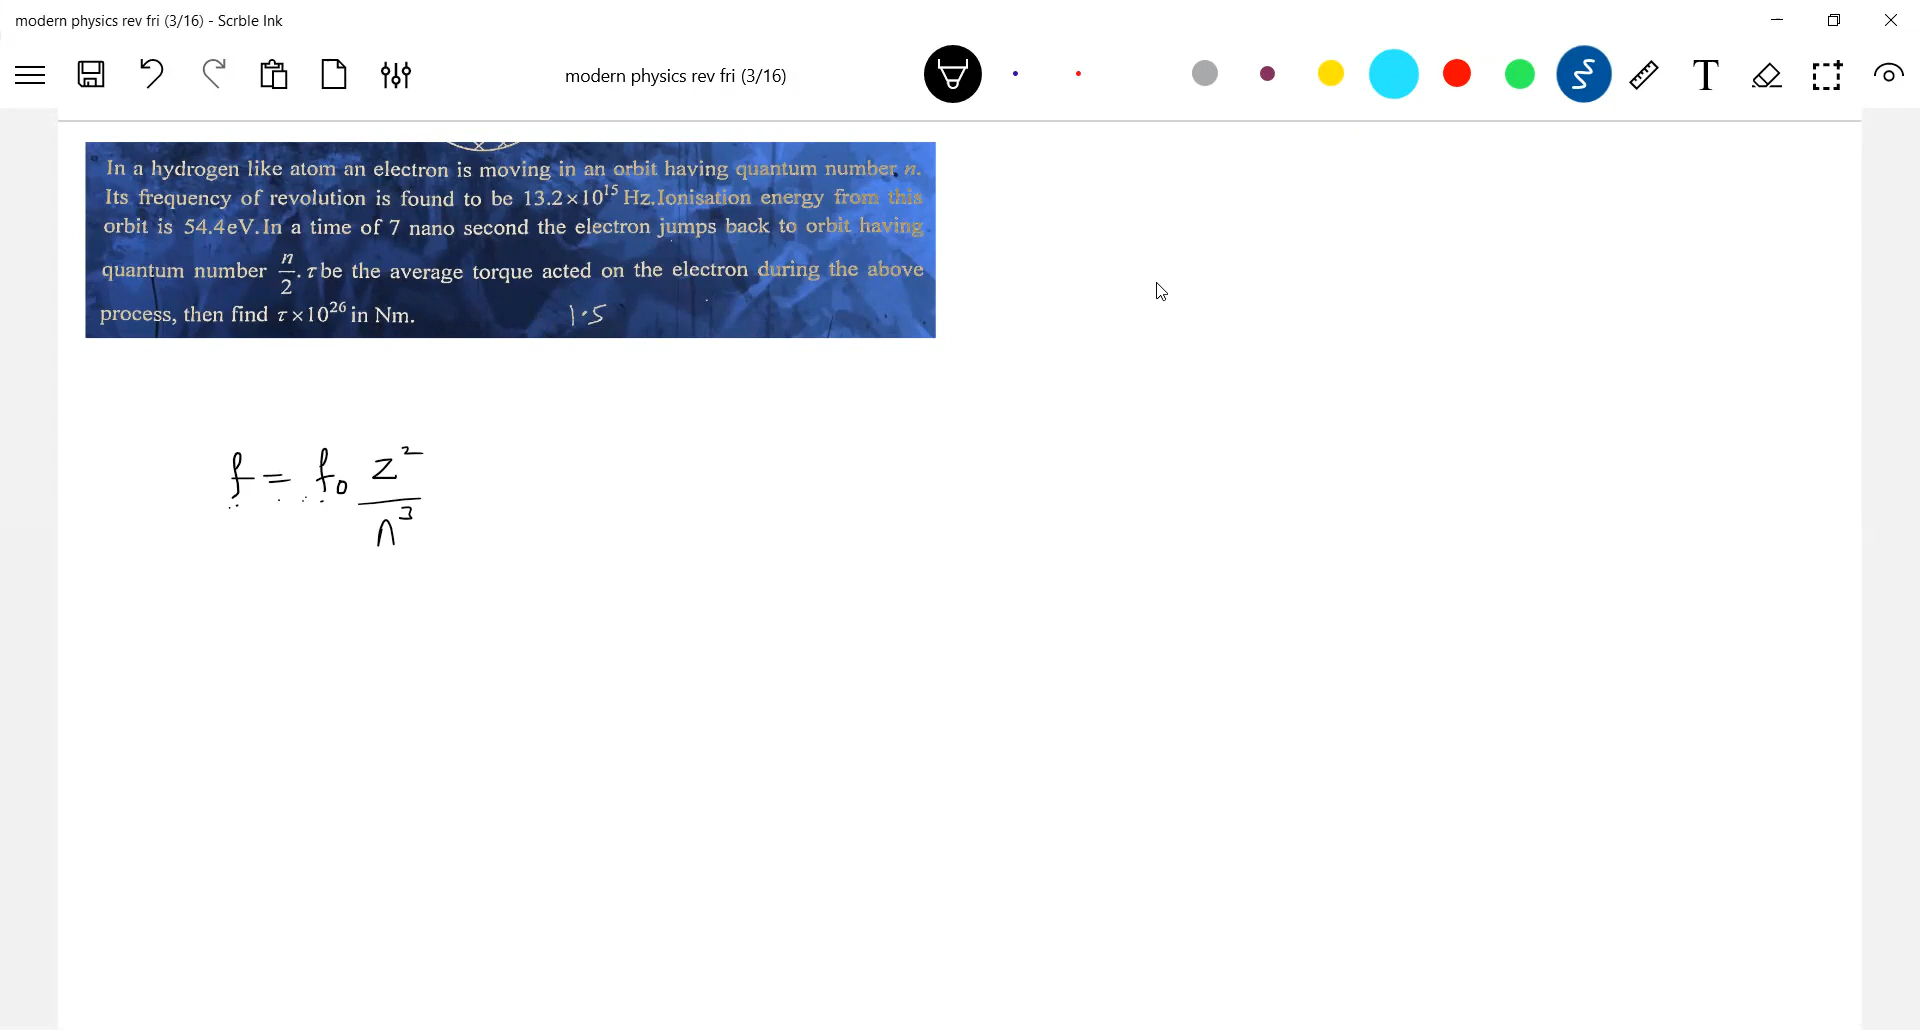 modern physics rev fri (3/16) - Scrble Ink
modern physics rev fri (3/16)
T
In a hydrogen like atom an electron is moving in an orbit having quantum number n.
Its frequency of revolution is found to be 13.2×10¹⁵ Hz.Ionisation energy from this
orbit is 54.4eV.In a time of 7 nano second the electron jumps back to orbit having
quantum number n/2. τ be the average torque acted on the electron during the above
process, then find τ×10²⁶ in Nm.
1.5
f = f₀ z²/n³